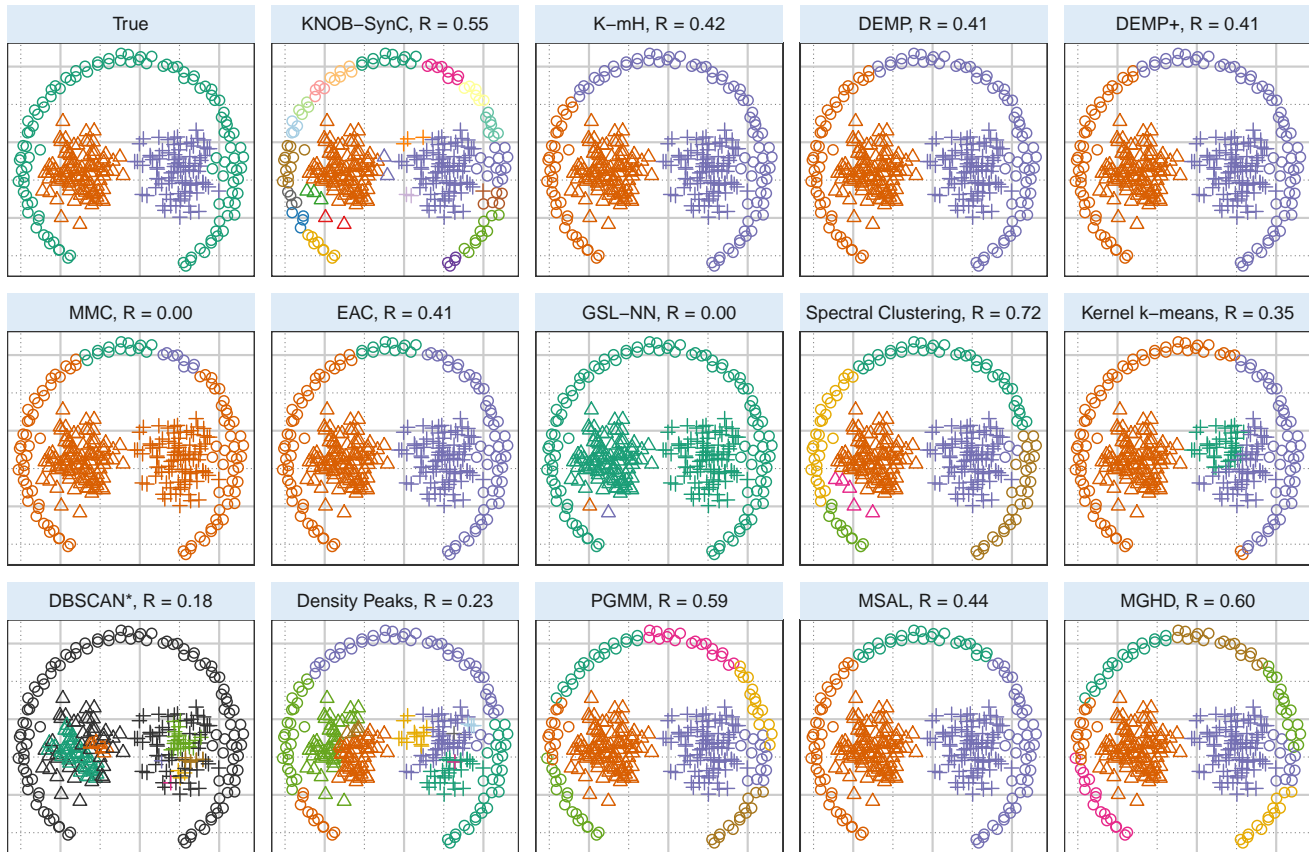 True
KNOB−SynC, R = 0.55
K−mH, R = 0.42
DEMP, R = 0.41
DEMP+, R = 0.41
MMC, R = 0.00
EAC, R = 0.41
GSL−NN, R = 0.00
Spectral Clustering, R = 0.72
Kernel k−means, R = 0.35
DBSCAN*, R = 0.18
Density Peaks, R = 0.23
PGMM, R = 0.59
MSAL, R = 0.44
MGHD, R = 0.60